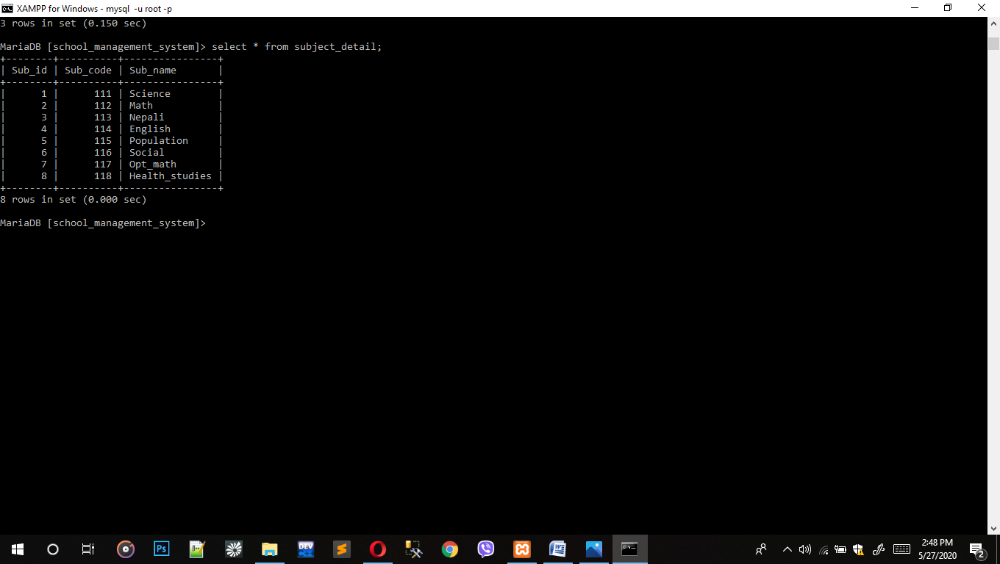 XAMPP for Windows - mysql  -u root -p
3 rows in set (0.150 sec)
MariaDB [school_management_system]> select * from subject_detail;
+--------+----------+----------------+
| Sub_id | Sub_code | Sub_name       |
+--------+----------+----------------+
|      1 |      111 | Science        |
|      2 |      112 | Math           |
|      3 |      113 | Nepali         |
|      4 |      114 | English        |
|      5 |      115 | Population     |
|      6 |      116 | Social         |
|      7 |      117 | Opt_math       |
|      8 |      118 | Health_studies |
+--------+----------+----------------+
8 rows in set (0.000 sec)
MariaDB [school_management_system]>
Ps
DEV
2:48 PM
5/27/2020
2